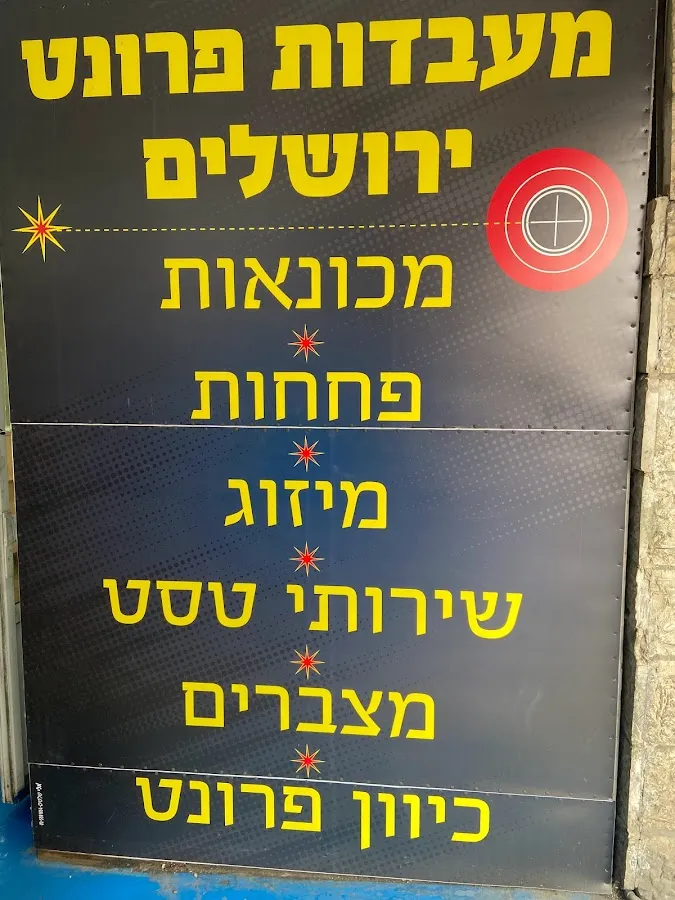 מעבדות פרונט
ירושלים
מכונאות
פחחות
מיזוג
שירותי טסט
מצברים
כיוון פרונט